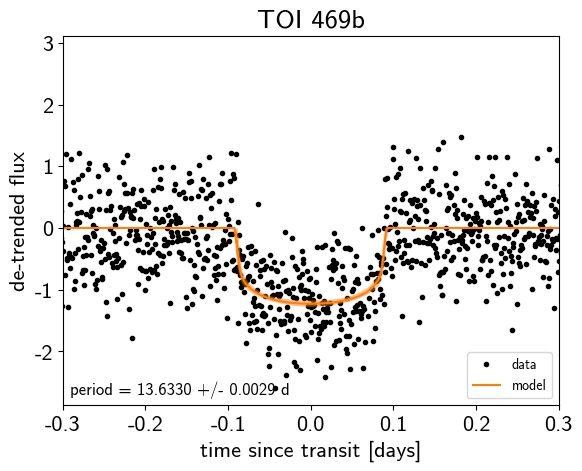 TOI 469b
3
2
1
0
-1
-2
de-trended flux
period = 13.6330 +/- 0.0029 d
data
model
-0.3 -0.2 -0.1 0.0 0.1 0.2 0.3
time since transit [days]